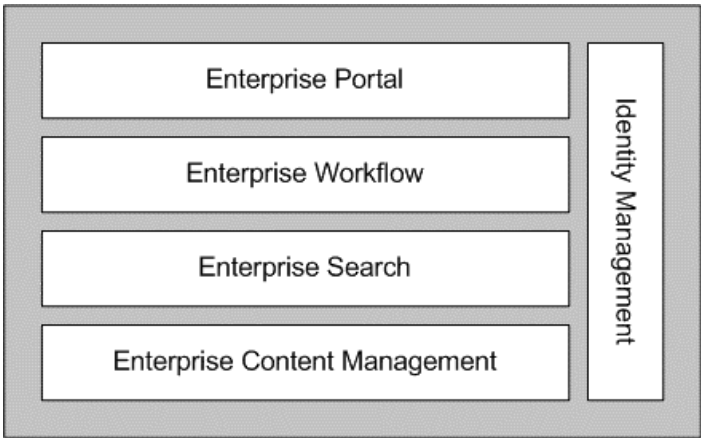 Enterprise Portal
Enterprise Workflow
Enterprise Search
Enterprise Content Management
Identity Management